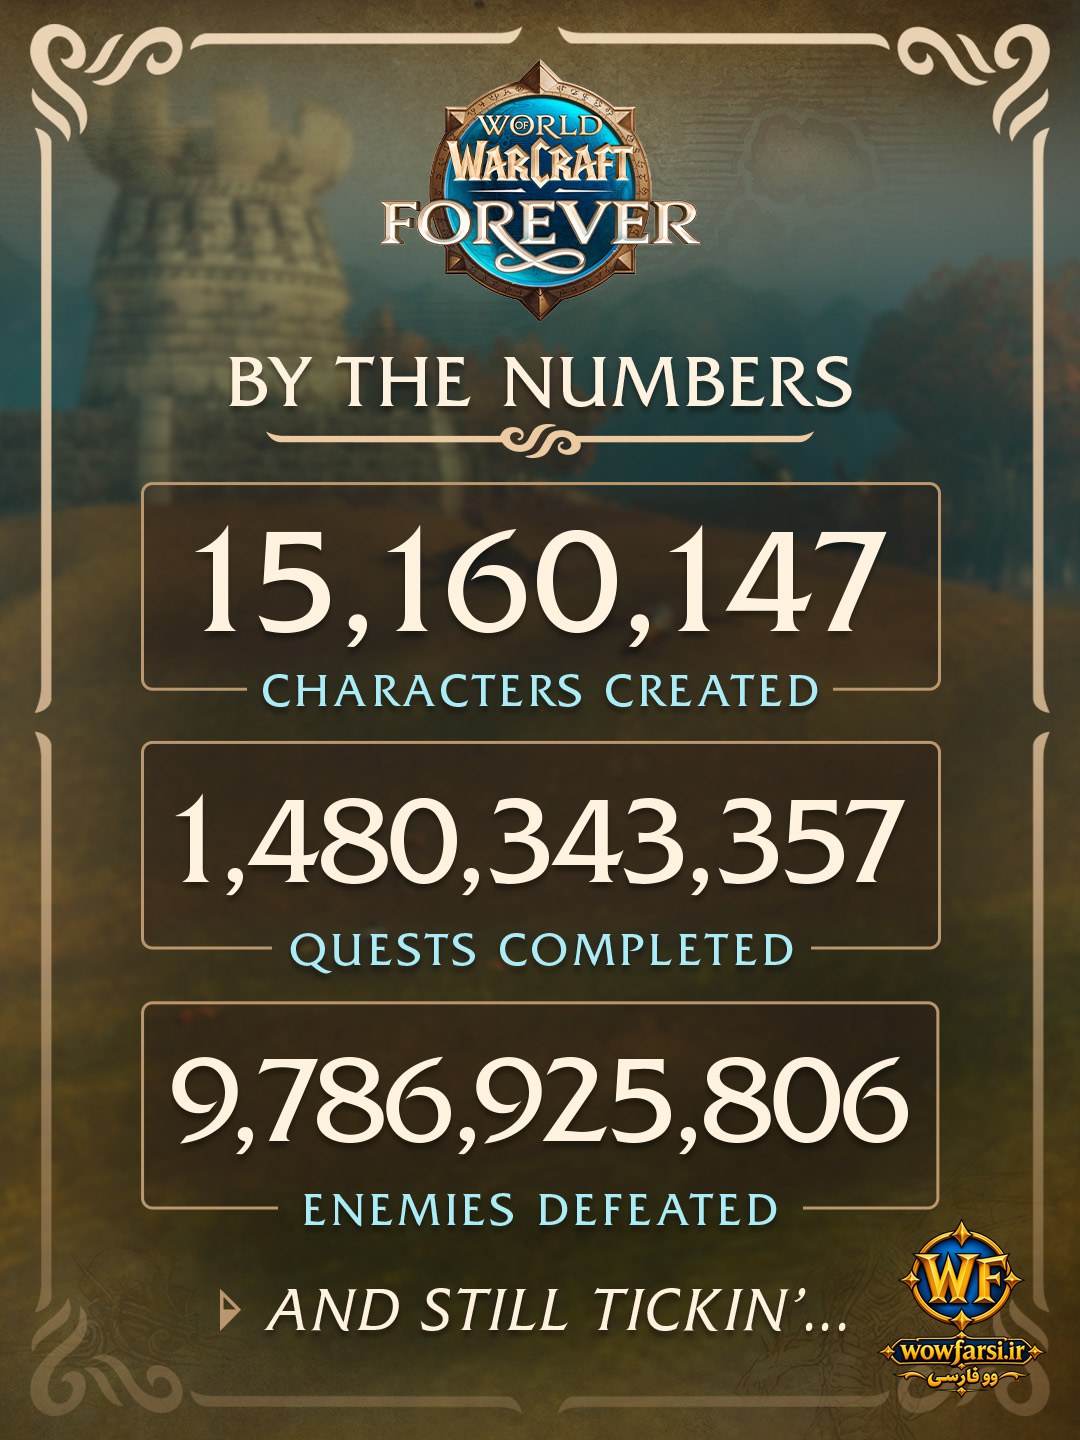 WORLD
OF
WARCRAFT
FOREVER
BY THE NUMBERS
15,160,147
CHARACTERS CREATED
1,480,343,357
QUESTS COMPLETED
9,786,925,806
ENEMIES DEFEATED
AND STILL TICKIN’...
WF
wowfarsi.ir
وو فارسی